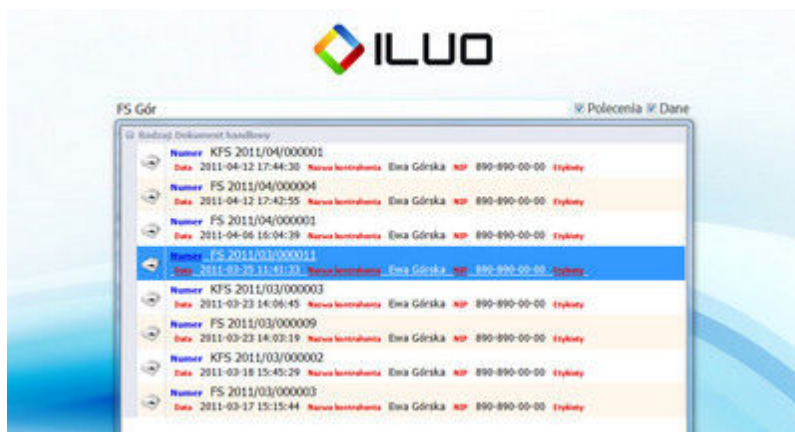 ILUO
FS Gór Polecenia Dane
Rodzaj Dokument handlowy
Numer KFS 2011/04/000001
Data 2011-04-12 17:44:30 Nazwa kontrahenta Ewa Górska NIP 890-890-00-00 Etykiety
Numer FS 2011/04/000004
Data 2011-04-12 17:42:55 Nazwa kontrahenta Ewa Górska NIP 890-890-00-00 Etykiety
Numer FS 2011/04/000001
Data 2011-04-06 16:04:39 Nazwa kontrahenta Ewa Górska NIP 890-890-00-00 Etykiety
Numer FS 2011/03/000011
Data 2011-03-25 11:41:33 Nazwa kontrahenta Ewa Górska NIP 890-890-00-00 Etykiety
Numer KFS 2011/03/000003
Data 2011-03-23 14:06:45 Nazwa kontrahenta Ewa Górska NIP 890-890-00-00 Etykiety
Numer FS 2011/03/000009
Data 2011-03-23 14:03:19 Nazwa kontrahenta Ewa Górska NIP 890-890-00-00 Etykiety
Numer KFS 2011/03/000002
Data 2011-03-18 15:45:29 Nazwa kontrahenta Ewa Górska NIP 890-890-00-00 Etykiety
Numer FS 2011/03/000003
Data 2011-03-17 15:15:44 Nazwa kontrahenta Ewa Górska NIP 890-890-00-00 Etykiety